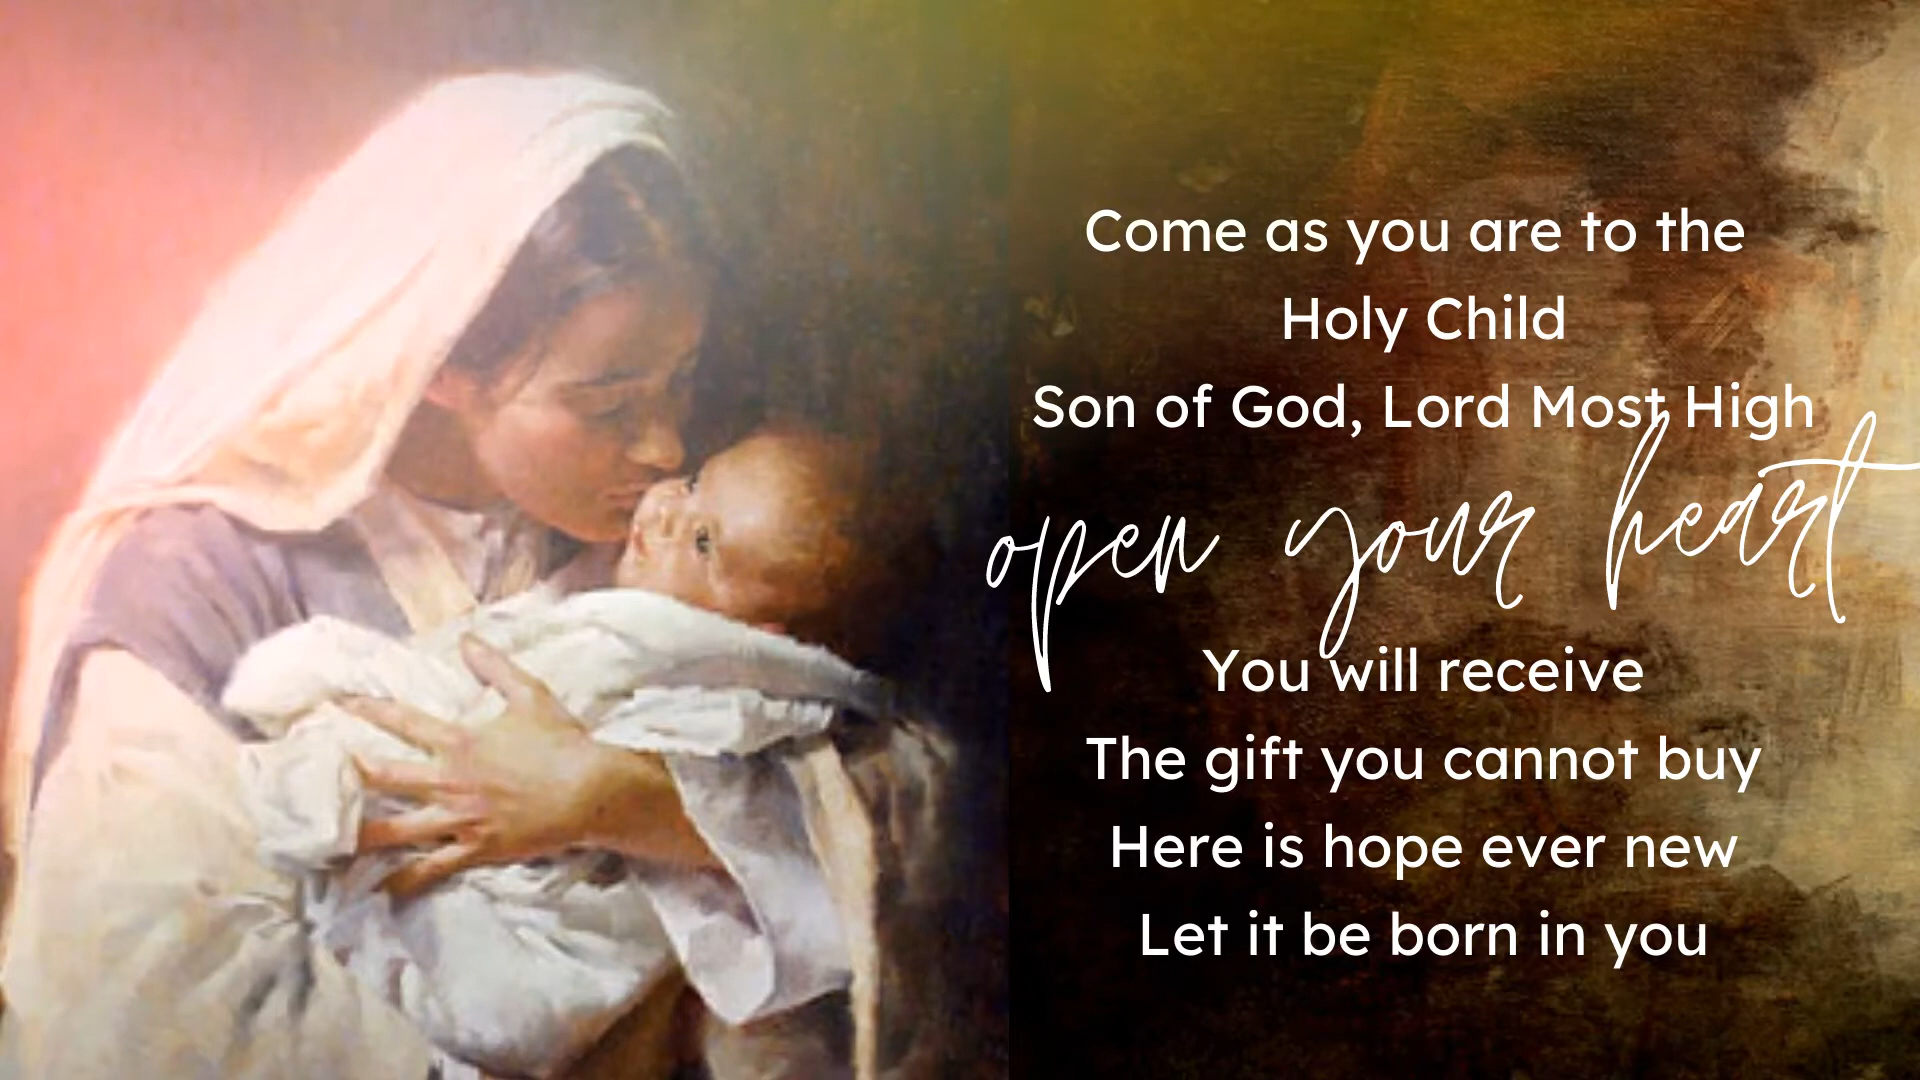 Come as you are to the
Holy Child
Son of God, Lord Most High
open your heart
You will receive
The gift you cannot buy
Here is hope ever new
Let it be born in you